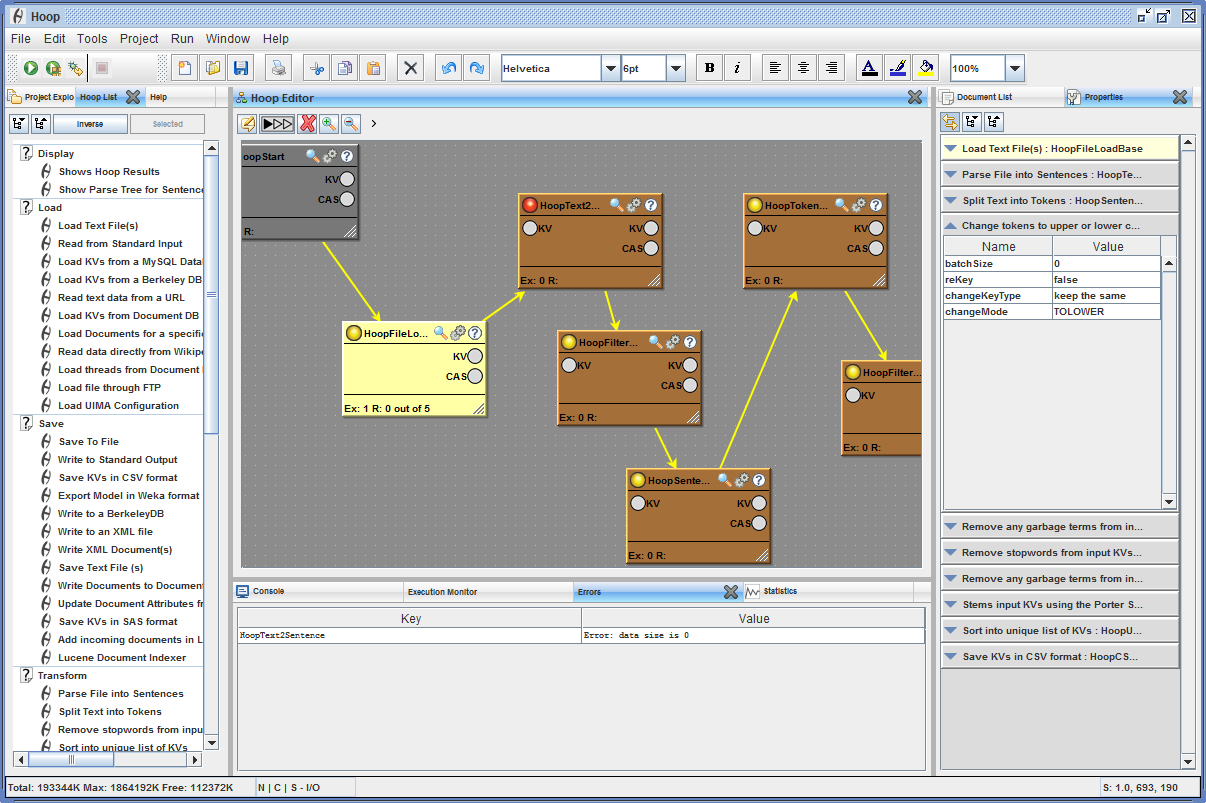 Hoop
File Edit Tools Project Run Window Help
Helvetica 6pt B i A 100%
Project Explo Hoop List Help
Inverse Selected
Display
Shows Hoop Results
Show Parse Tree for Sentence
Load
Load Text File(s)
Read from Standard Input
Load KVs from a MySQL Data
Load KVs from a Berkeley DB
Read text data from a URL
Load KVs from Document DB
Load Documents for a specifi
Read data directly from Wikipe
Load threads from Document
Load file through FTP
Load UIMA Configuration
Save
Save To File
Write to Standard Output
Save KVs in CSV format
Export Model in Weka format
Write to a BerkeleyDB
Write to an XML file
Write XML Document(s)
Save Text File (s)
Write Documents to Documen
Update Document Attributes fr
Save KVs in SAS format
Add incoming documents in L
Lucene Document Indexer
Transform
Parse File into Sentences
Split Text into Tokens
Remove stopwords from inpu
Sort into unique list of KVs
Hoop Editor
oopStart
KV
CAS
R:
HoopText2...
KV KV
CAS
Ex: 0 R:
HoopToken...
KV KV
CAS
Ex: 0 R:
HoopFileLo...
KV
CAS
Ex: 1 R: 0 out of 5
HoopFilter...
KV KV
CAS
Ex: 0 R:
HoopFilter...
KV
Ex: 0 R:
HoopSente...
KV KV
CAS
Ex: 0 R:
Console Execution Monitor Errors Statistics
Key Value
HoopText2Sentence Error: data size is 0
Document List Properties
Load Text File(s) : HoopFileLoadBase
Parse File into Sentences : HoopTe...
Split Text into Tokens : HoopSenten...
Change tokens to upper or lower c...
Name Value
batchSize 0
reKey false
changeKeyType keep the same
changeMode TOLOWER
Remove any garbage terms from in...
Remove stopwords from input KVs...
Remove any garbage terms from in...
Stems input KVs using the Porter S...
Sort into unique list of KVs : HoopU...
Save KVs in CSV format : HoopCS...
Total: 193344K Max: 1864192K Free: 112372K N | C | S - I/O S: 1.0, 693, 190